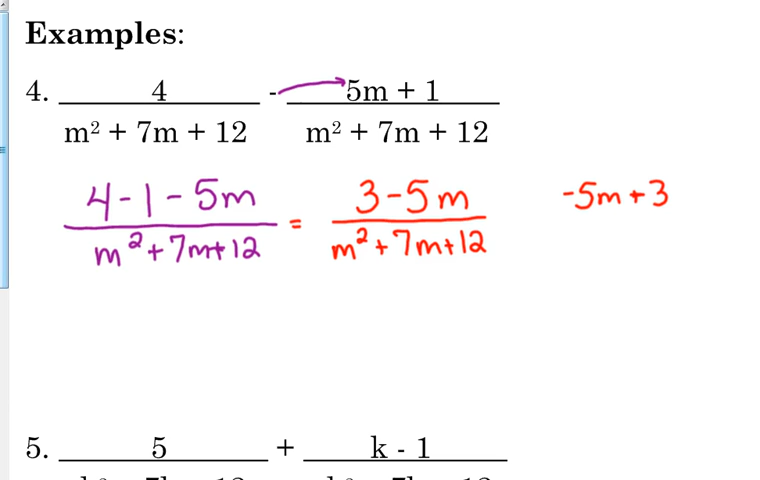 Examples:
4. 4 - 5m + 1
m² + 7m + 12 m² + 7m + 12
4 - 1 - 5m = 3 - 5m -5m + 3
m² + 7m + 12 m² + 7m + 12
5. 5 + k - 1